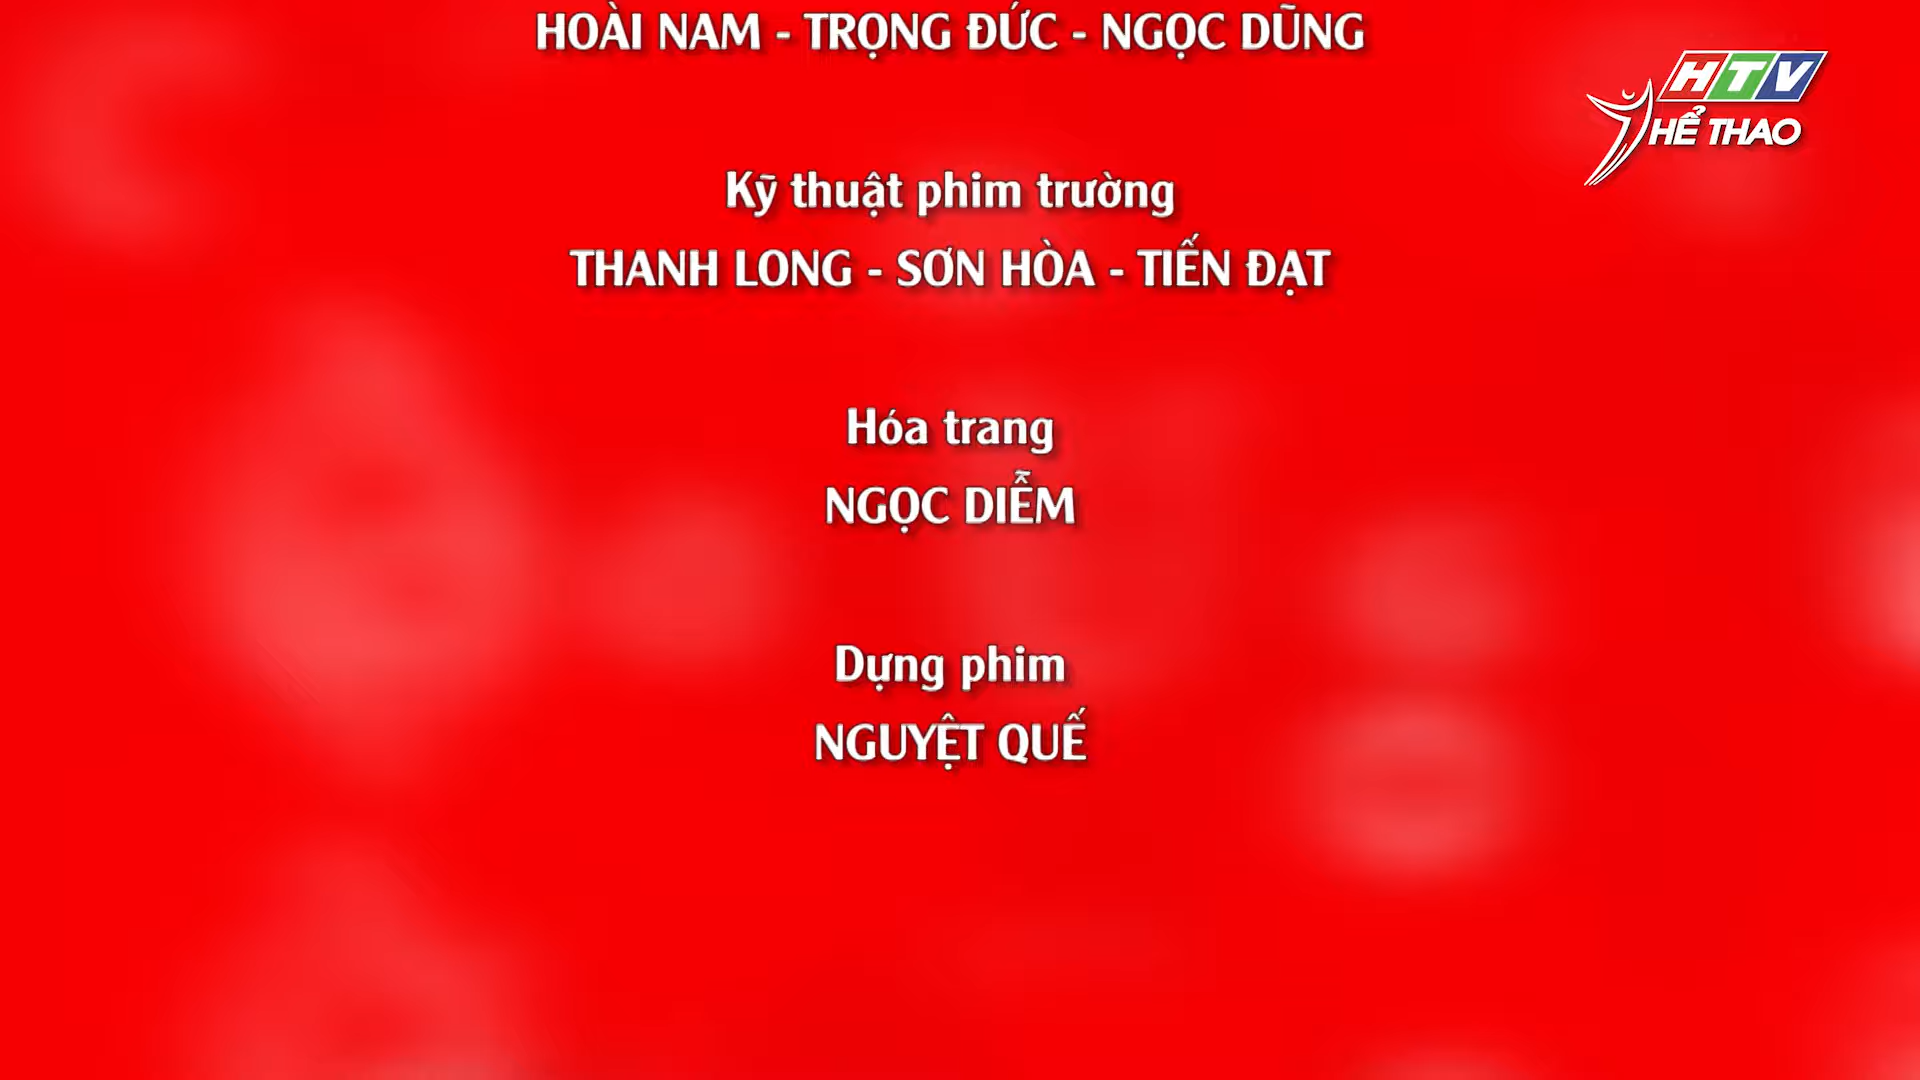 HOÀI NAM - TRỌNG ĐỨC - NGỌC DŨNG
HTV
THỂ THAO
Kỹ thuật phim trường
THANH LONG - SƠN HÒA - TIẾN ĐẠT
Hóa trang
NGỌC DIỄM
Dựng phim
NGUYỆT QUẾ